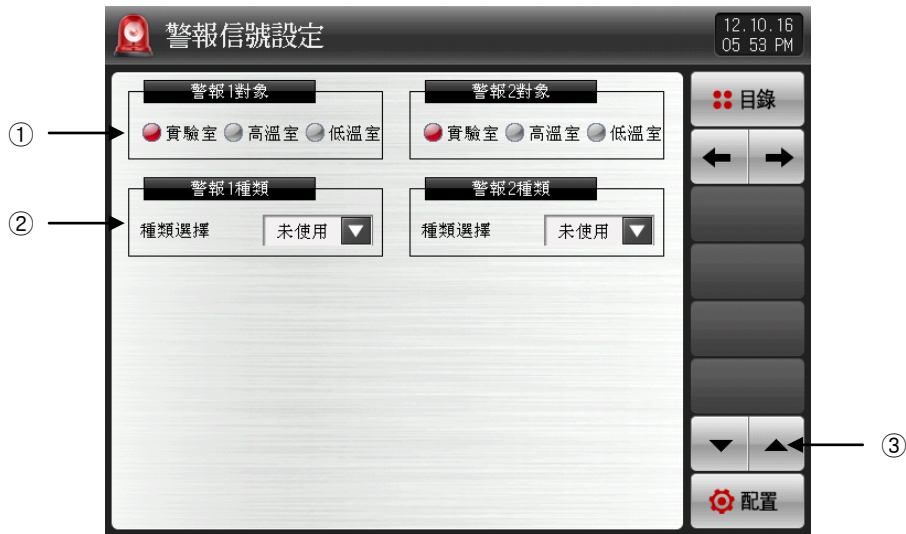 警報信號設定
12.10.16
05 53 PM
警報1對象
警報2對象
目錄
①
實驗室 高溫室 低溫室
實驗室 高溫室 低溫室
警報1種類
警報2種類
②
種類選擇 未使用
種類選擇 未使用
③
配置